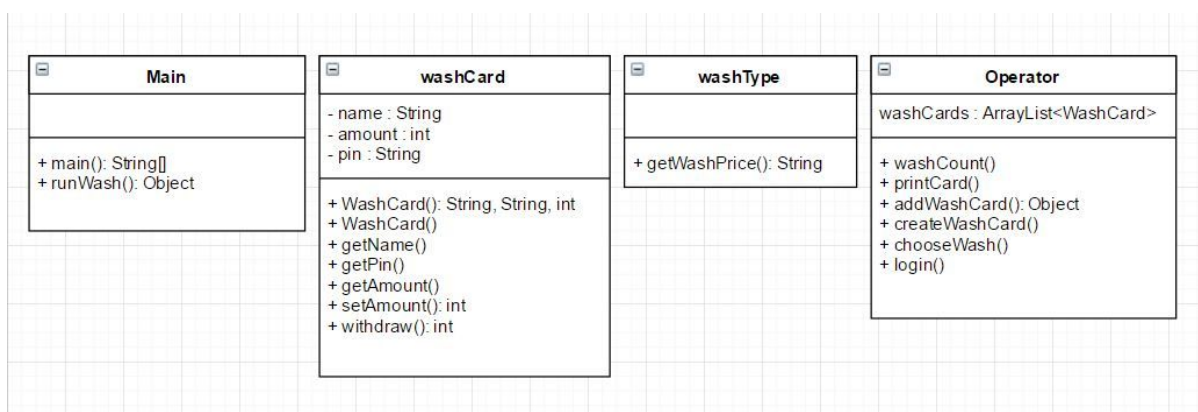 Main
+ main(): String[]
+ runWash(): Object
washCard
- name : String
- amount : int
- pin : String
+ WashCard(): String, String, int
+ WashCard()
+ getName()
+ getPin()
+ getAmount()
+ setAmount(): int
+ withdraw(): int
washType
+ getWashPrice(): String
Operator
washCards : ArrayList<WashCard>
+ washCount()
+ printCard()
+ addWashCard(): Object
+ createWashCard()
+ chooseWash()
+ login()